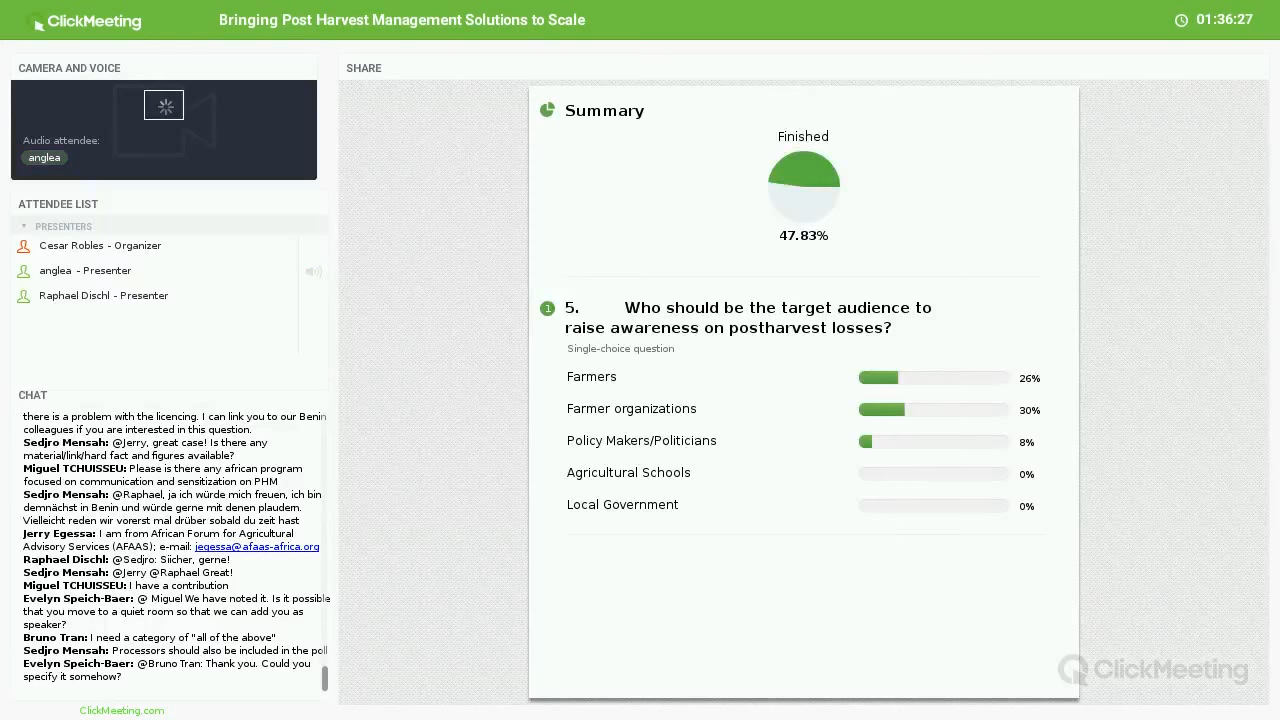 ClickMeeting
Bringing Post Harvest Management Solutions to Scale
01:36:27
CAMERA AND VOICE
Audio attendee:
anglea
ATTENDEE LIST
PRESENTERS
Cesar Robles - Organizer
anglea - Presenter
Raphael Dischl - Presenter
CHAT
there is a problem with the licencing. I can link you to our Benin
colleagues if you are interested in this question.
Sedjro Mensah: @Jerry, great case! Is there any
material/link/hard fact and figures available?
Miguel TCHUISSEU: Please is there any african program
focused on communication and sensitization on PHM
Sedjro Mensah: @Raphael, ja ich würde mich freuen, ich bin
demnächst in Benin und würde gerne mit denen plaudern.
Vielleicht reden wir vorerst mal drüber sobald du zeit hast
Jerry Egessa: I am from African Forum for Agricultural
Advisory Services (AFAAS); e-mail: jegessa@afaas-africa.org
Raphael Dischl: @Sedjro: Siicher, gerne!
Sedjro Mensah: @Jerry @Raphael Great!
Miguel TCHUISSEU: I have a contribution
Evelyn Speich-Baer: @ Miguel We have noted it. Is it possible
that you move to a quiet room so that we can add you as
speaker?
Bruno Tran: I need a category of "all of the above"
Sedjro Mensah: Processors should also be included in the poll
Evelyn Speich-Baer: @Bruno Tran: Thank you. Could you
specify it somehow?
ClickMeeting.com
SHARE
Summary
Finished
47.83%
1
5. Who should be the target audience to
raise awareness on postharvest losses?
Single-choice question
Farmers 26%
Farmer organizations 30%
Policy Makers/Politicians 8%
Agricultural Schools 0%
Local Government 0%
ClickMeeting